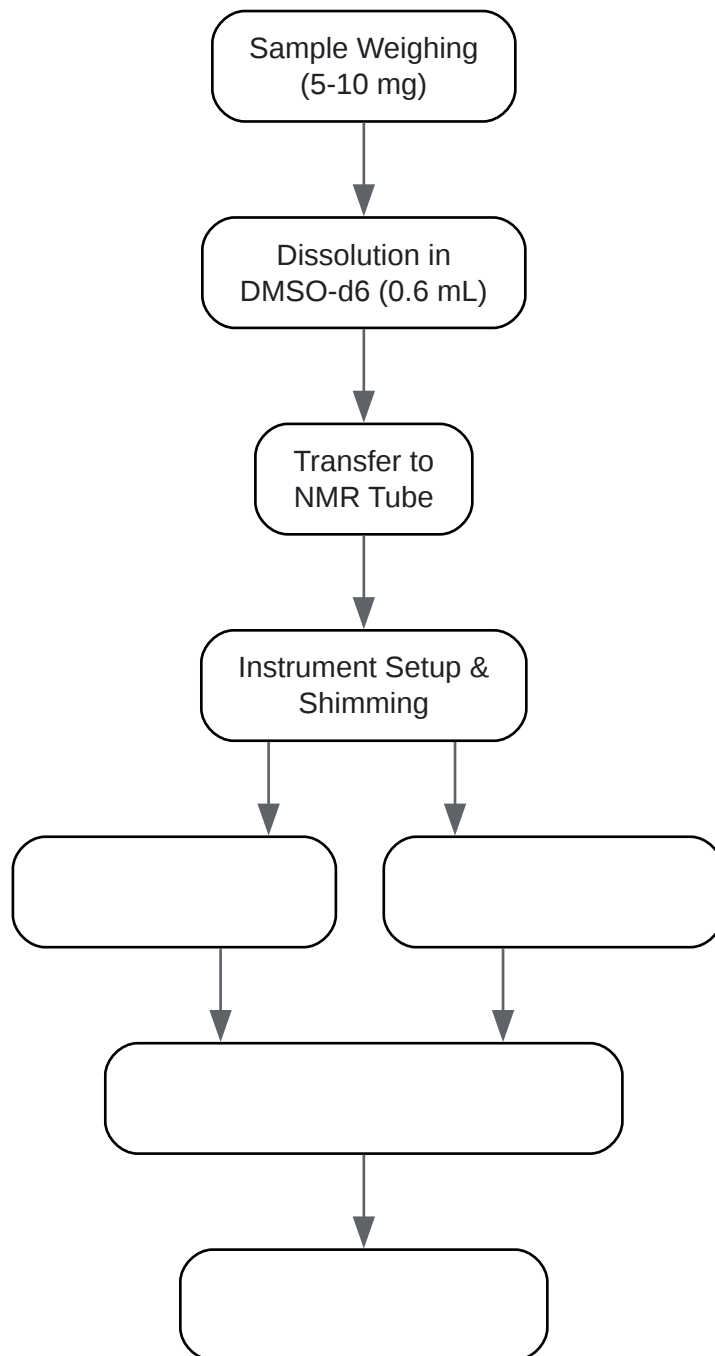 Sample Weighing
(5-10 mg)
Dissolution in
DMSO-d6 (0.6 mL)
Transfer to
NMR Tube
Instrument Setup &
Shimming